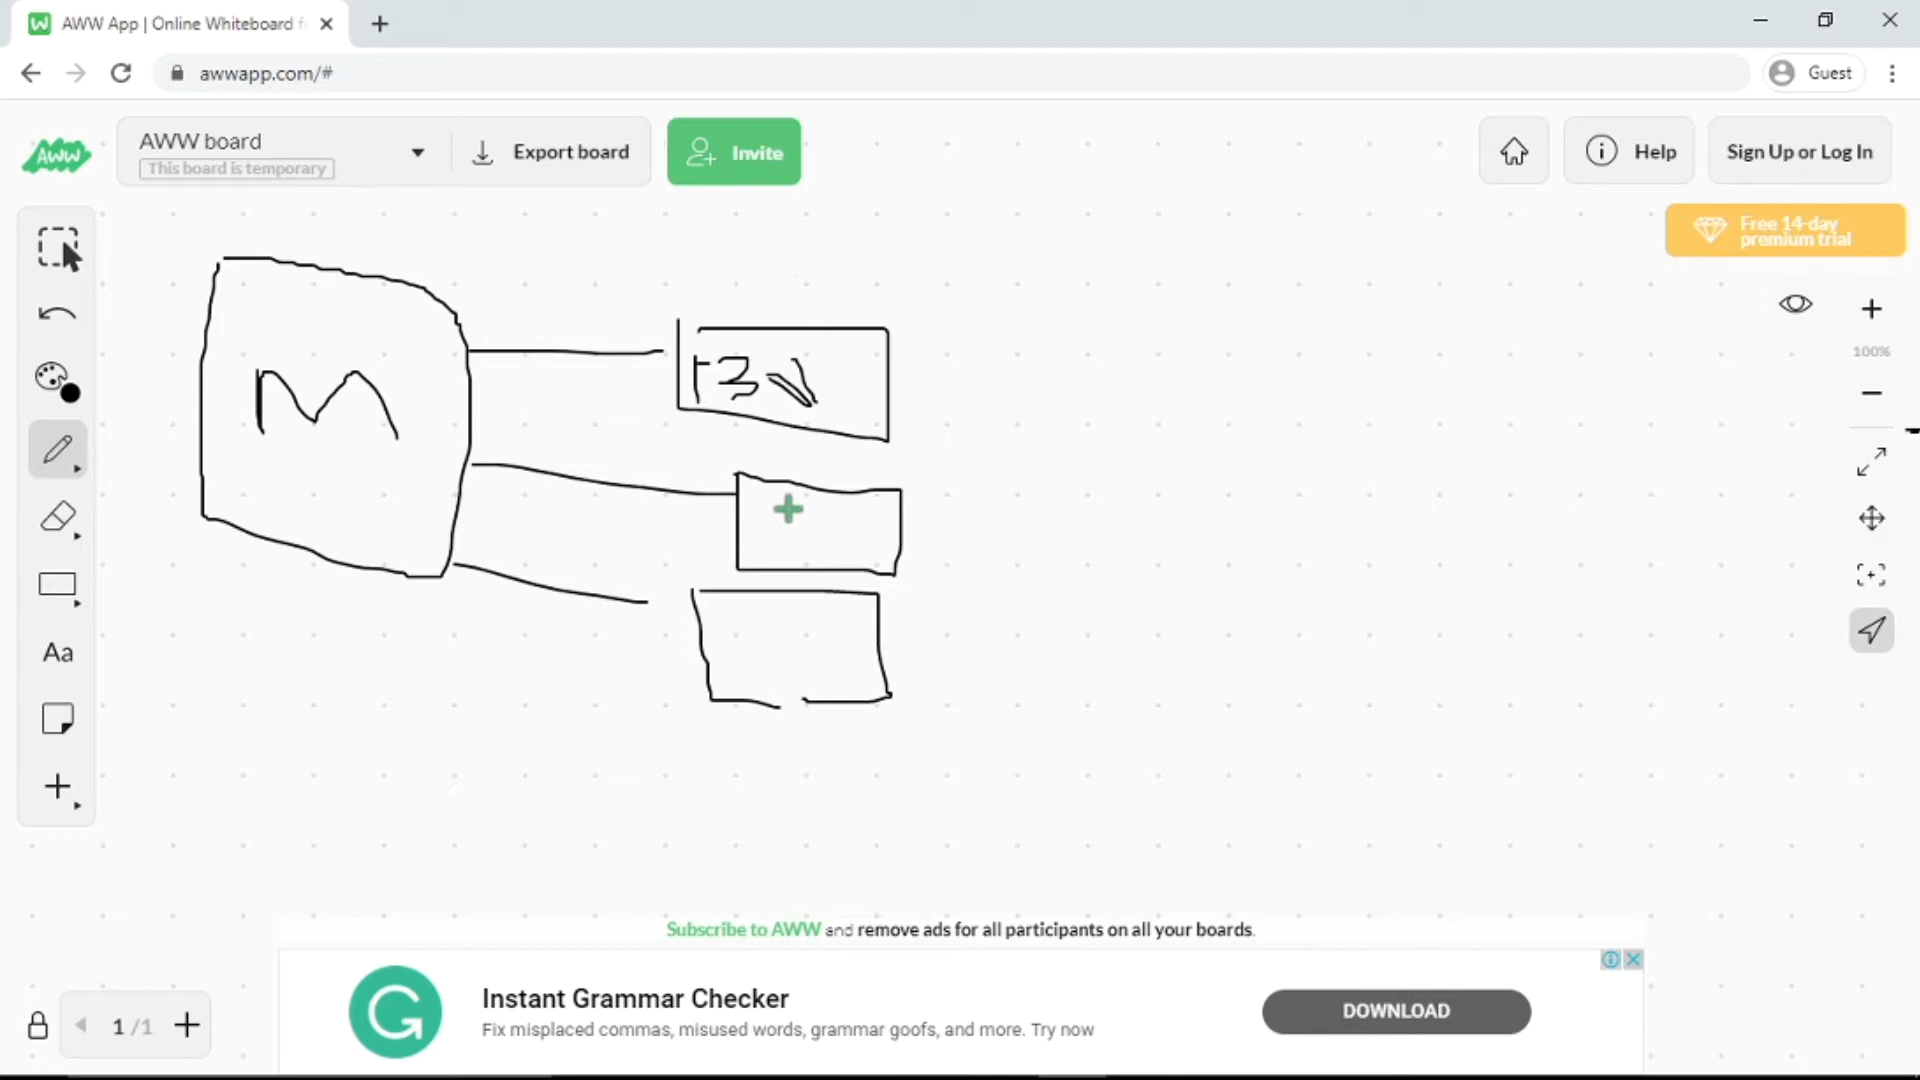 AWW App | Online Whiteboard f
awwapp.com/#
Guest
AWW
AWW board
This board is temporary
Export board
Invite
Help
Sign Up or Log In
Free 14-day
premium trial
100%
M
Aa
Subscribe to AWW and remove ads for all participants on all your boards.
Instant Grammar Checker
Fix misplaced commas, misused words, grammar goofs, and more. Try now
DOWNLOAD
1 /1